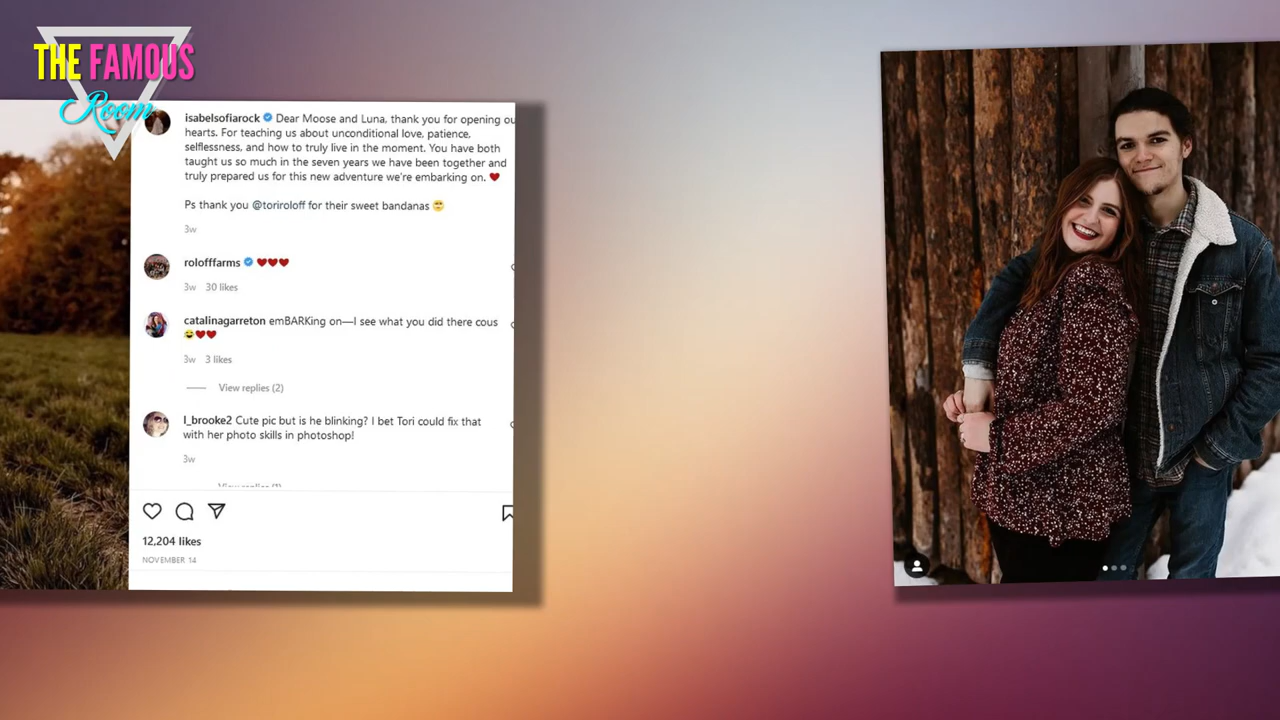 THE FAMOUS
Room
isabelsofiarock Dear Moose and Luna, thank you for opening ou
hearts. For teaching us about unconditional love, patience,
selflessness, and how to truly live in the moment. You have both
taught us so much in the seven years we have been together and
truly prepared us for this new adventure we're embarking on. ❤️
Ps thank you @toriroloff for their sweet bandanas 🥹
3w
rolofffarms ❤️❤️❤️
3w 30 likes
catalinagarreton emBARKing on—I see what you did there cous
😂❤️❤️
3w 3 likes
View replies (2)
l_brooke2 Cute pic but is he blinking? I bet Tori could fix that
with her photo skills in photoshop!
3w
View replies (1)
12,204 likes
NOVEMBER 14